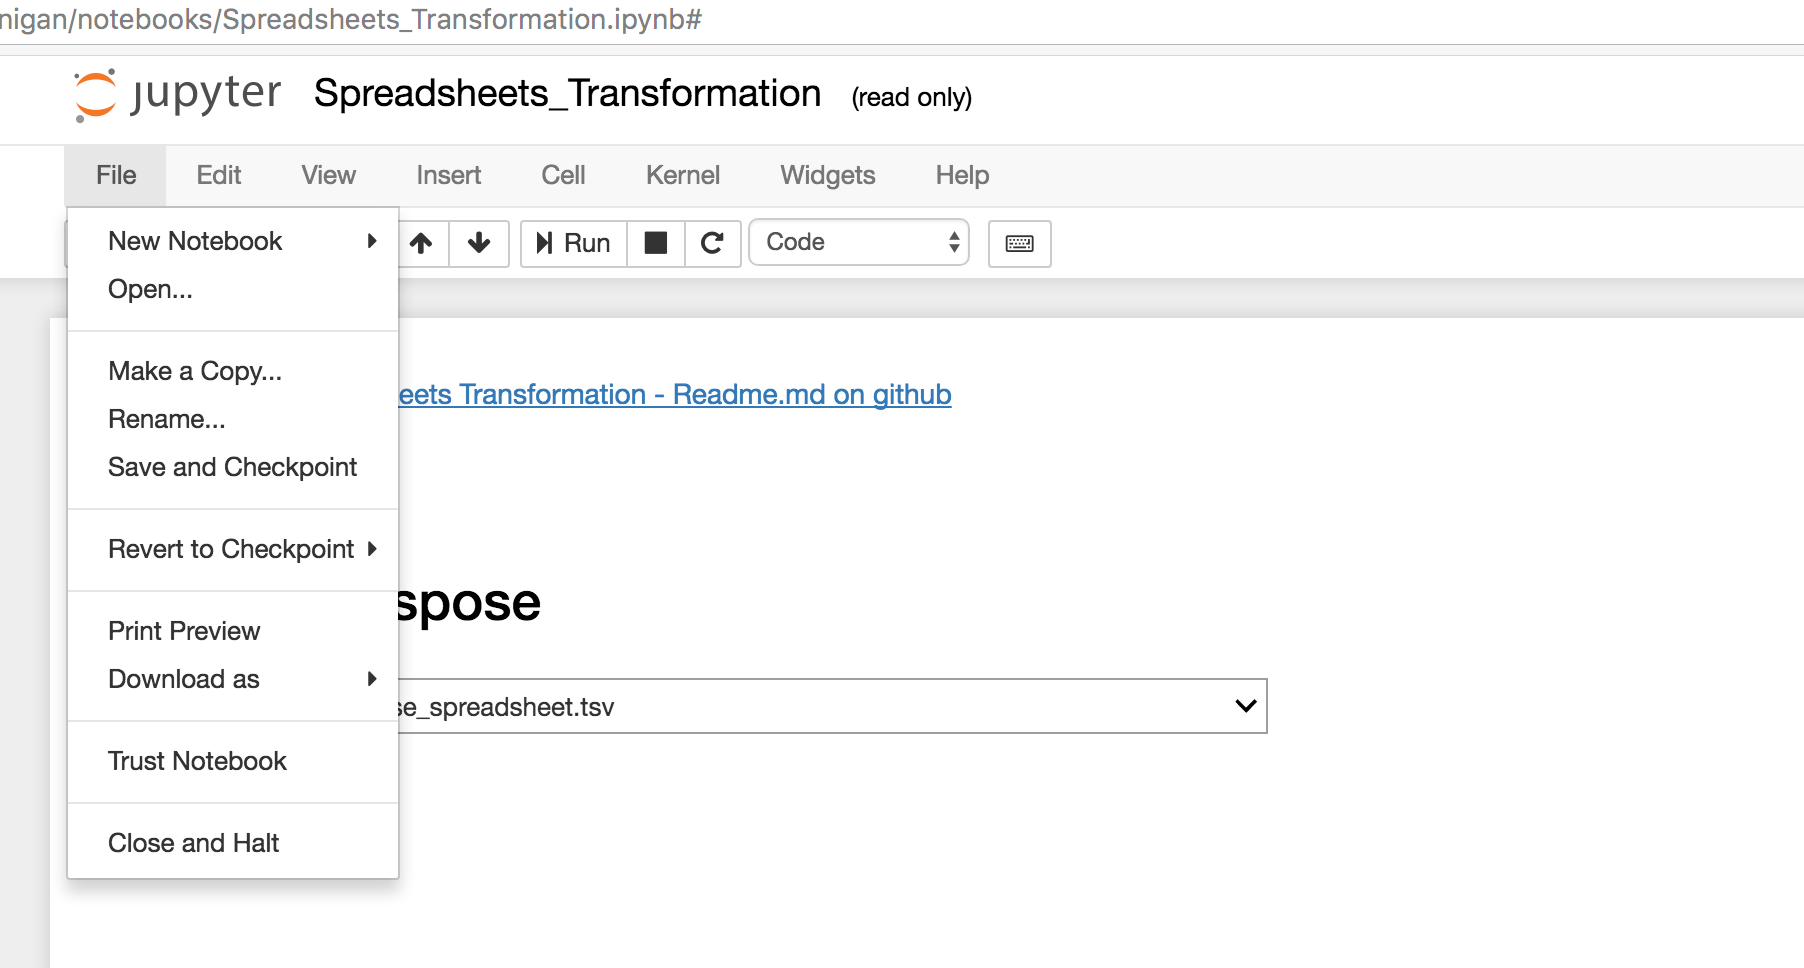 nigan/notebooks/Spreadsheets_Transformation.ipynb#
jupyter Spreadsheets_Transformation (read only)
File Edit View Insert Cell Kernel Widgets Help
Run Code
New Notebook
Open...
Make a Copy...
Rename...
Save and Checkpoint
Revert to Checkpoint
Print Preview
Download as
Trust Notebook
Close and Halt
eets Transformation - Readme.md on github
spose
se_spreadsheet.tsv